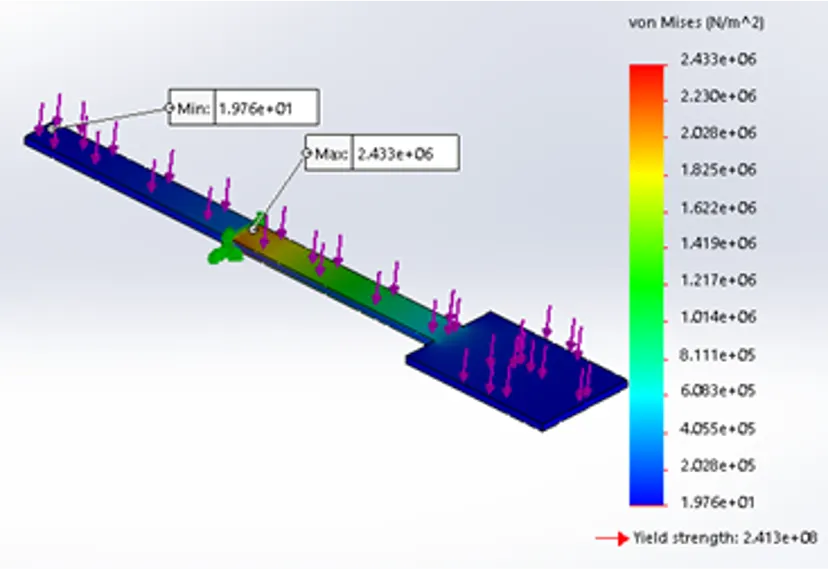 von Mises (N/m^2)
Min: 1.976e+01
Max: 2.433e+06
2.433e+06
2.230e+06
2.028e+06
1.825e+06
1.622e+06
1.419e+06
1.217e+06
1.014e+06
8.111e+05
6.083e+05
4.055e+05
2.028e+05
1.976e+01
Yield strength: 2.413e+08